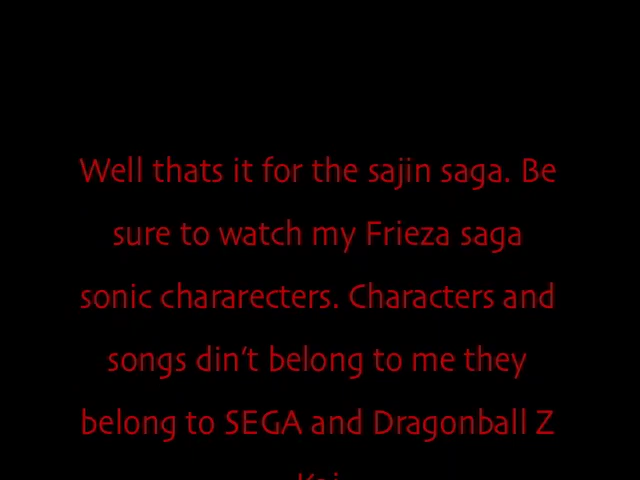 Well thats it for the sajin saga. Be
sure to watch my Frieza saga
sonic chararecters. Characters and
songs din't belong to me they
belong to SEGA and Dragonball Z
Kai